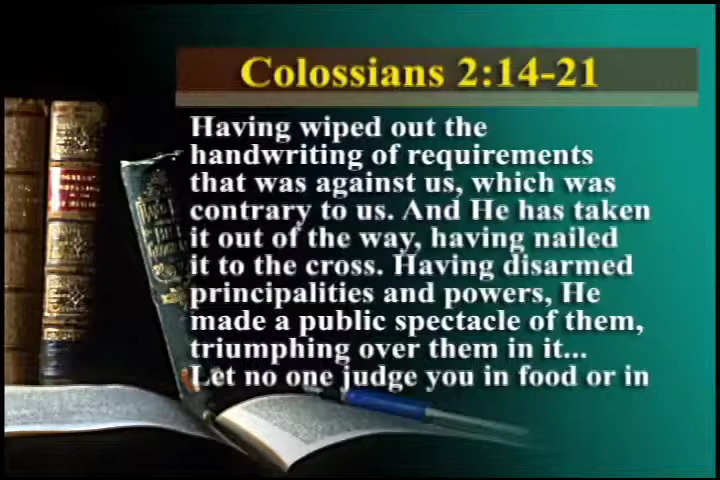 Colossians 2:14-21
Having wiped out the
handwriting of requirements
that was against us, which was
contrary to us. And He has taken
it out of the way, having nailed
it to the cross. Having disarmed
principalities and powers, He
made a public spectacle of them,
triumphing over them in it...
Let no one judge you in food or in